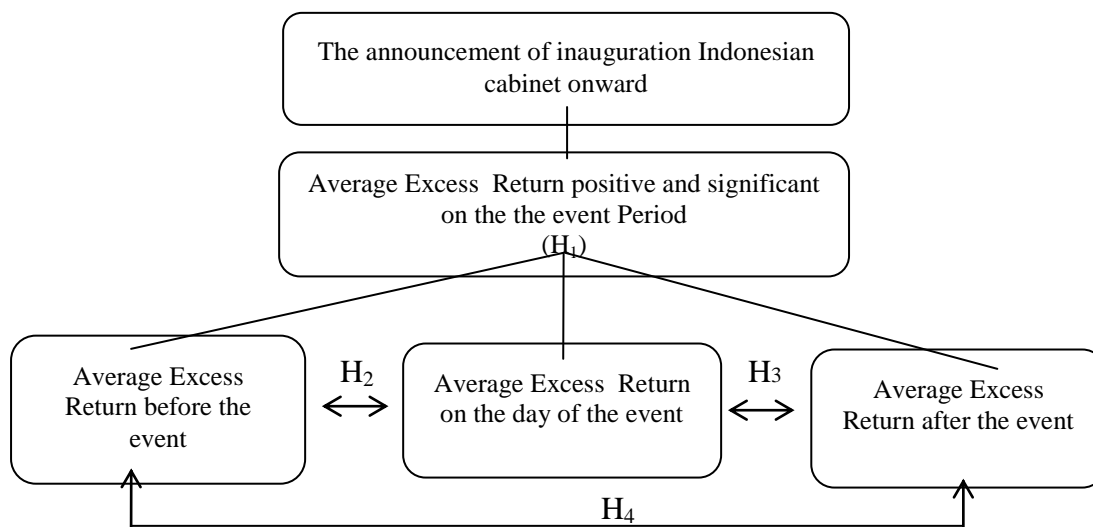 The announcement of inauguration Indonesian
cabinet onward
Average Excess Return positive and significant
on the the event Period
(H₁)
Average Excess
Return before the
event
H₂
Average Excess Return
on the day of the event
H₃
Average Excess
Return after the event
H₄